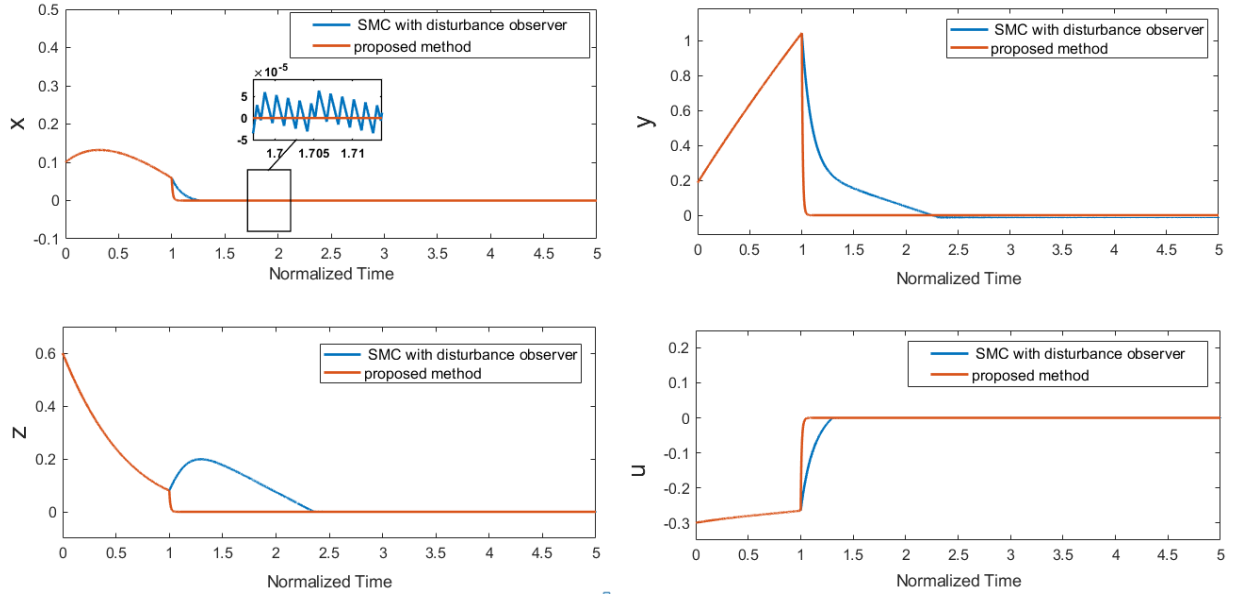 0.5
0.4
0.3
0.2
0.1
0
-0.1
x
SMC with disturbance observer
proposed method
×10-5
5
0
-5
1.7 1.705 1.71
0 0.5 1 1.5 2 2.5 3 3.5 4 4.5 5
Normalized Time
1
0.8
0.6
0.4
0.2
0
y
SMC with disturbance observer
proposed method
0 0.5 1 1.5 2 2.5 3 3.5 4 4.5 5
Normalized Time
0.6
0.4
0.2
0
z
SMC with disturbance observer
proposed method
0 0.5 1 1.5 2 2.5 3 3.5 4 4.5 5
Normalized Time
0.2
0.1
0
-0.1
-0.2
-0.3
u
SMC with disturbance observer
proposed method
0 0.5 1 1.5 2 2.5 3 3.5 4 4.5 5
Normalized Time